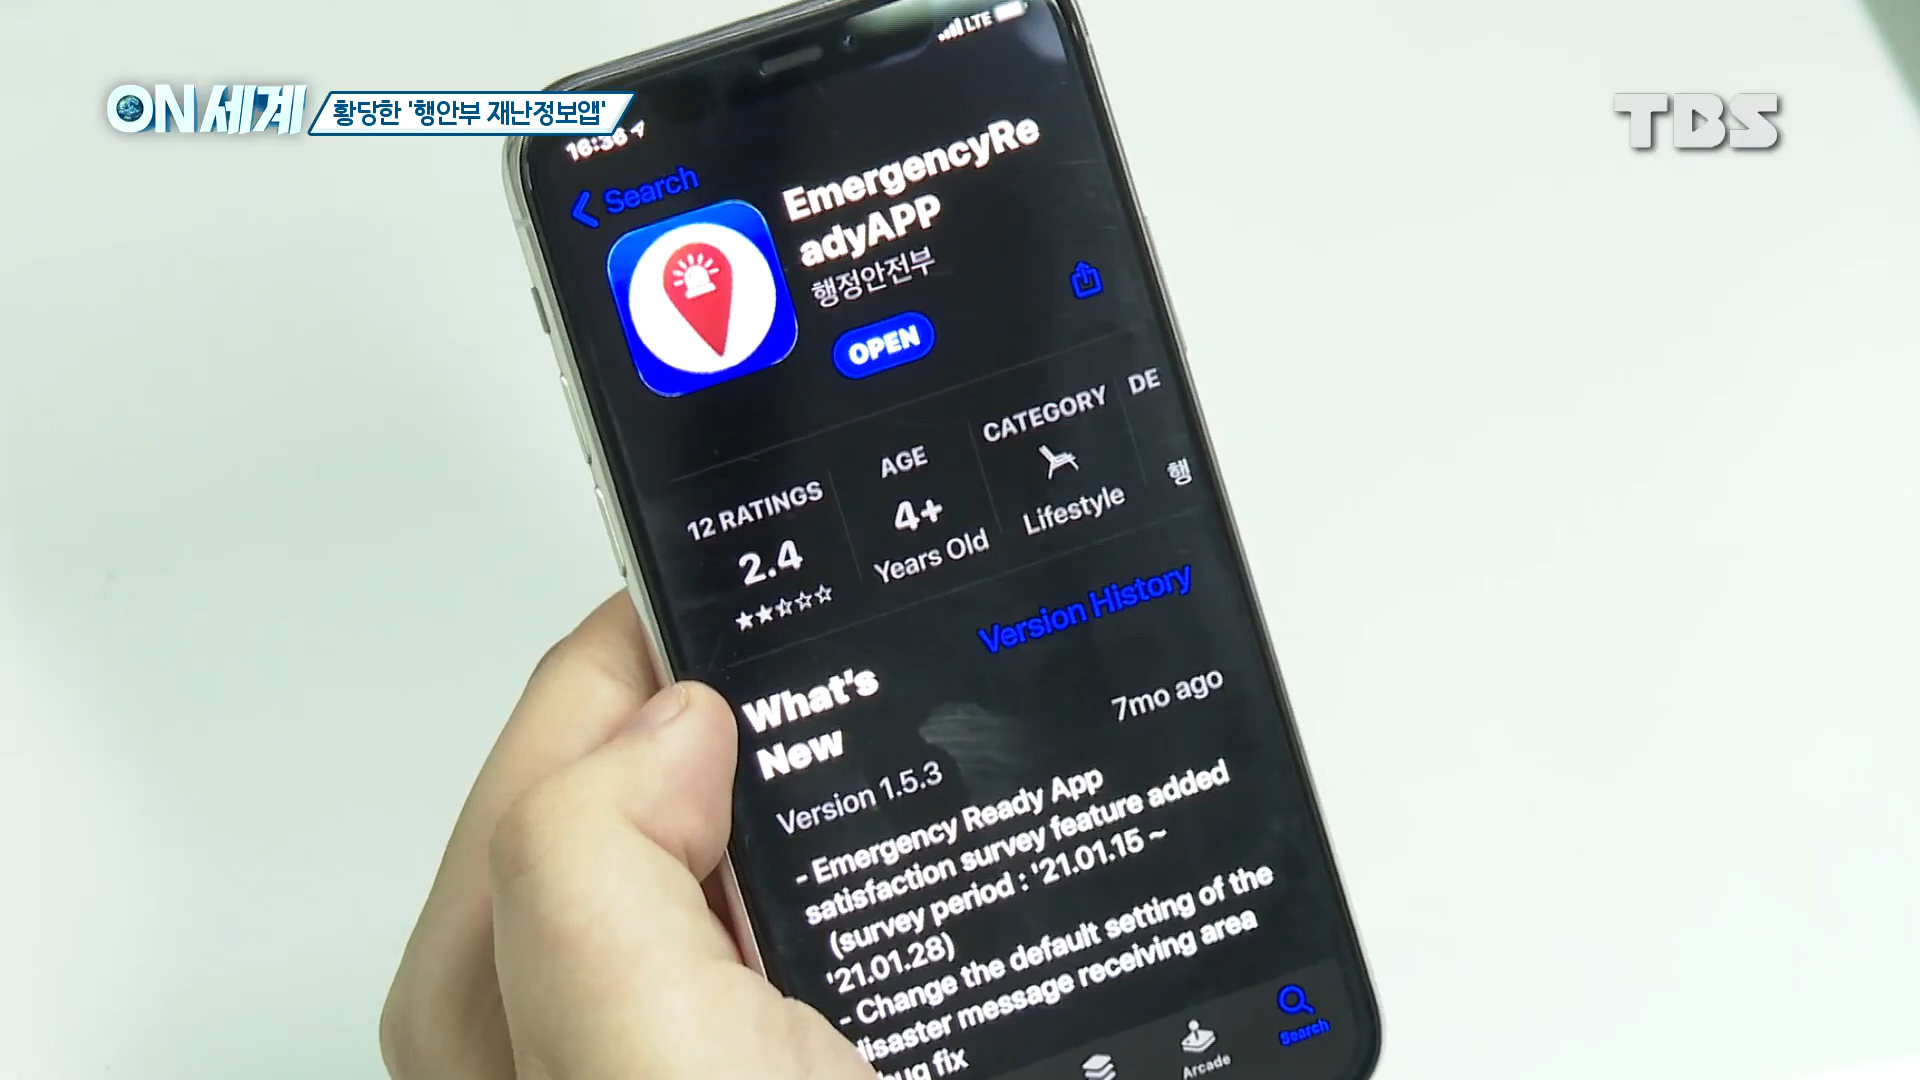 ON세계
황당한 '행안부 재난정보앱'
TBS
LTE
16:36
Search
EmergencyRe
adyAPP
행정안전부
OPEN
12 RATINGS
2.4
AGE
4+
Years Old
CATEGORY
Lifestyle
DE
행
What's
New
Version History
7mo ago
Version 1.5.3
- Emergency Ready App
satisfaction survey feature added
(survey period : '21.01.15 ~
'21.01.28)
- Change the default setting of the
disaster message receiving area
bug fix
Arcade
Search